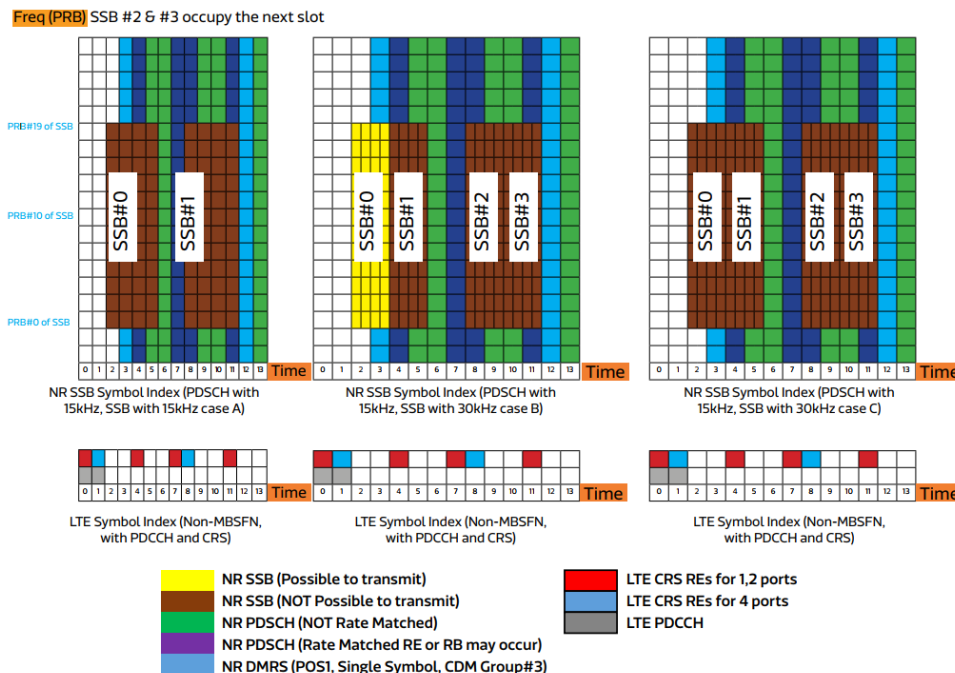 Freq (PRB) SSB #2 & #3 occupy the next slot
PRB#19 of SSB
PRB#10 of SSB
PRB#0 of SSB
SSB#0
SSB#1
SSB#0
SSB#1
SSB#2
SSB#3
SSB#0
SSB#1
SSB#2
SSB#3
0 1 2 3 4 5 6 7 8 9 10 11 12 13 Time
0 1 2 3 4 5 6 7 8 9 10 11 12 13 Time
0 1 2 3 4 5 6 7 8 9 10 11 12 13 Time
NR SSB Symbol Index (PDSCH with
15kHz, SSB with 15kHz case A)
NR SSB Symbol Index (PDSCH with
15kHz, SSB with 30kHz case B)
NR SSB Symbol Index (PDSCH with
15kHz, SSB with 30kHz case C)
0 1 2 3 4 5 6 7 8 9 10 11 12 13 Time
0 1 2 3 4 5 6 7 8 9 10 11 12 13 Time
0 1 2 3 4 5 6 7 8 9 10 11 12 13 Time
LTE Symbol Index (Non-MBSFN,
with PDCCH and CRS)
LTE Symbol Index (Non-MBSFN,
with PDCCH and CRS)
LTE Symbol Index (Non-MBSFN,
with PDCCH and CRS)
NR SSB (Possible to transmit)
NR SSB (NOT Possible to transmit)
NR PDSCH (NOT Rate Matched)
NR PDSCH (Rate Matched RE or RB may occur)
NR DMRS (POS1, Single Symbol, CDM Group#3)
LTE CRS REs for 1,2 ports
LTE CRS REs for 4 ports
LTE PDCCH